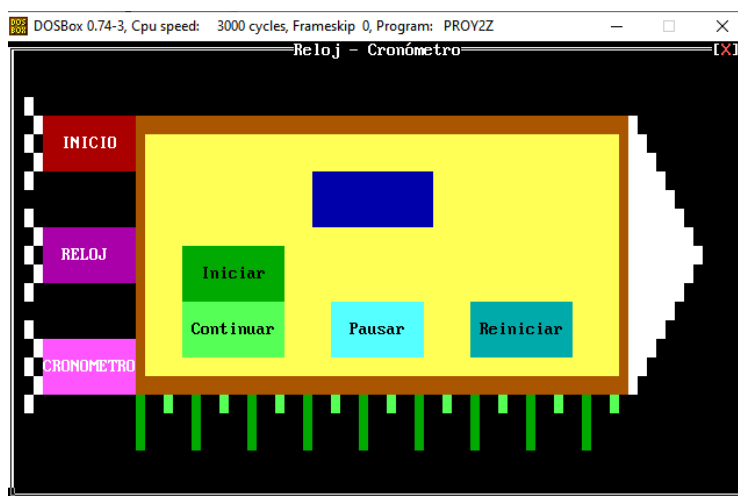 DOSBox 0.74-3, Cpu speed: 3000 cycles, Frameskip 0, Program: PROY2Z
Reloj - Cronómetro
[X]
INICIO
RELOJ
Iniciar
Continuar
Pausar
Reiniciar
CRONOMETRO